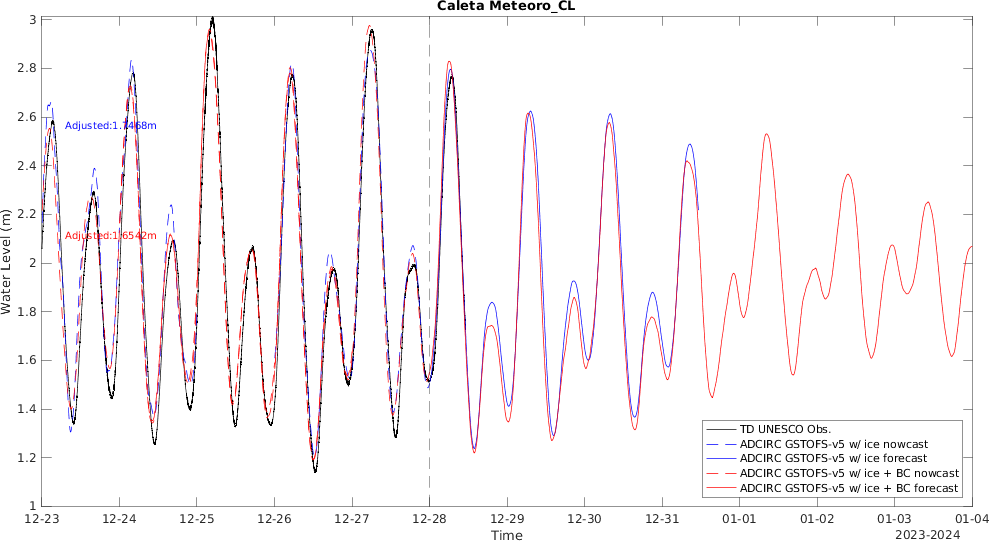 Caleta Meteoro_CL
3
2.8
2.6
2.4
2.2
2
1.8
1.6
1.4
1.2
1
Water Level (m)
Adjusted:1.7468m
Adjusted:1.6542m
TD UNESCO Obs.
ADCIRC GSTOFS-v5 w/ ice nowcast
ADCIRC GSTOFS-v5 w/ ice forecast
ADCIRC GSTOFS-v5 w/ ice + BC nowcast
ADCIRC GSTOFS-v5 w/ ice + BC forecast
12-23 12-24 12-25 12-26 12-27 12-28 12-29 12-30 12-31 01-01 01-02 01-03 01-04
Time
2023-2024